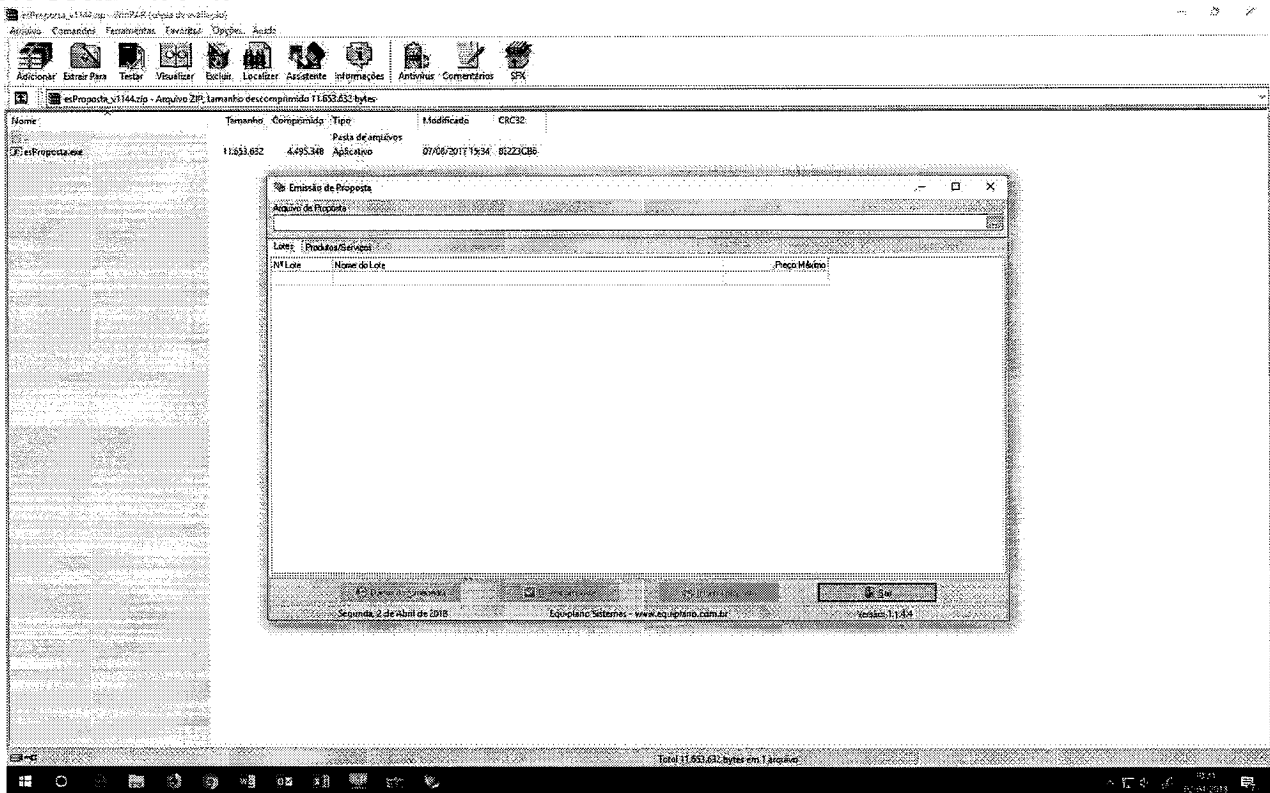 esProposta_v1144.zip - WinRAR (cópia de avaliação)
Arquivo Comandos Ferramentas Favoritos Opções Ajuda
Adicionar Extrair Para Testar Visualizar Excluir Localizar Assistente Informações Antivírus Comentários SFX
esProposta_v1144.zip - Arquivo ZIP, tamanho descomprimido 11.653.632 bytes
Nome Tamanho Comprimido Tipo Modificado CRC32
Pasta de arquivos
esProposta.exe 11.653.632 4.495.348 Aplicativo 07/06/2017 15:34
Emissão de Proposta
Arquivo de Proposta
Lotes Produtos/Serviços
Nº Lote Nome do Lote Preço Máximo
Sair
Segunda, 2 de Abril de 2018 Equiplano Sistemas - www.equiplano.com.br Versão: 1.1.4.4
Total 11.653.632 bytes em 1 arquivo
02/04/2018